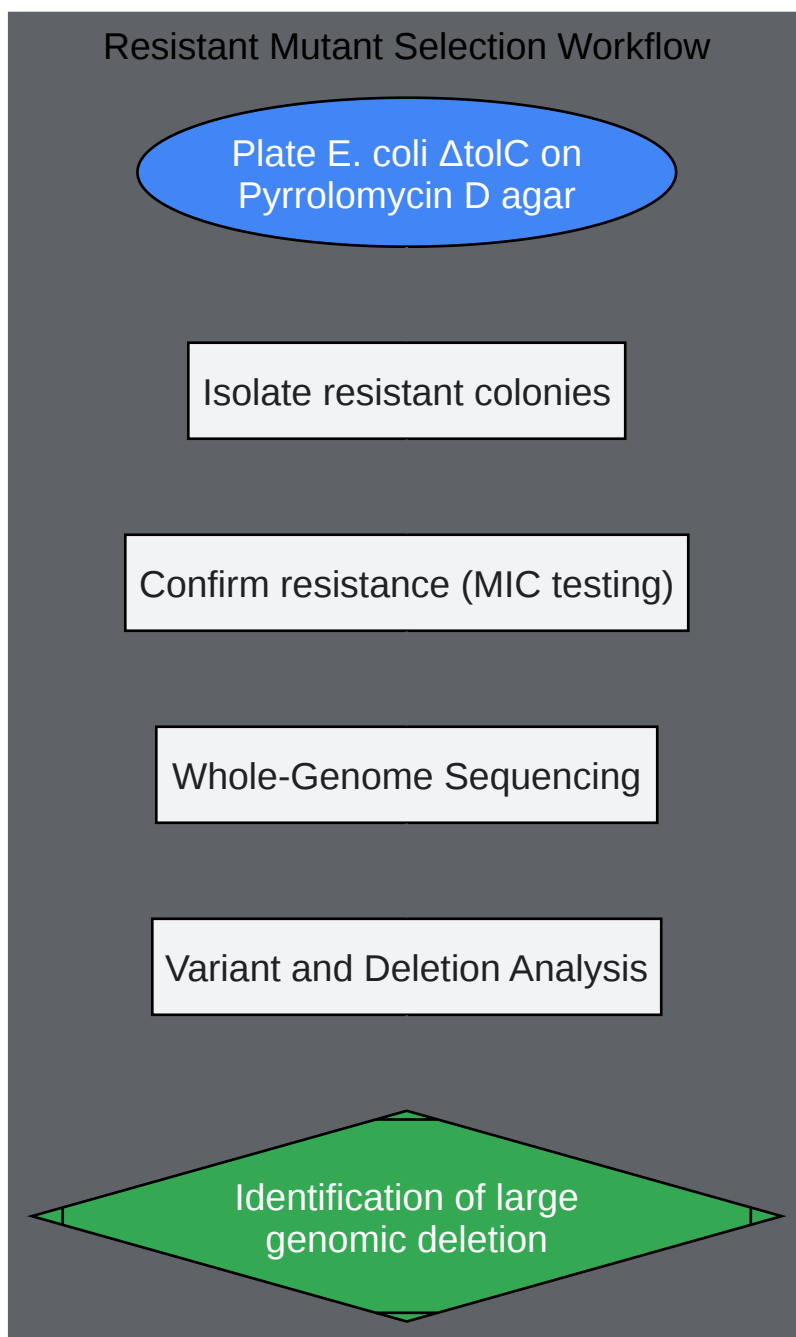 Resistant Mutant Selection Workflow
Plate E. coli ΔtolC on
Pyrrolomycin D agar
Isolate resistant colonies
Confirm resistance (MIC testing)
Whole-Genome Sequencing
Variant and Deletion Analysis
Identification of large
genomic deletion